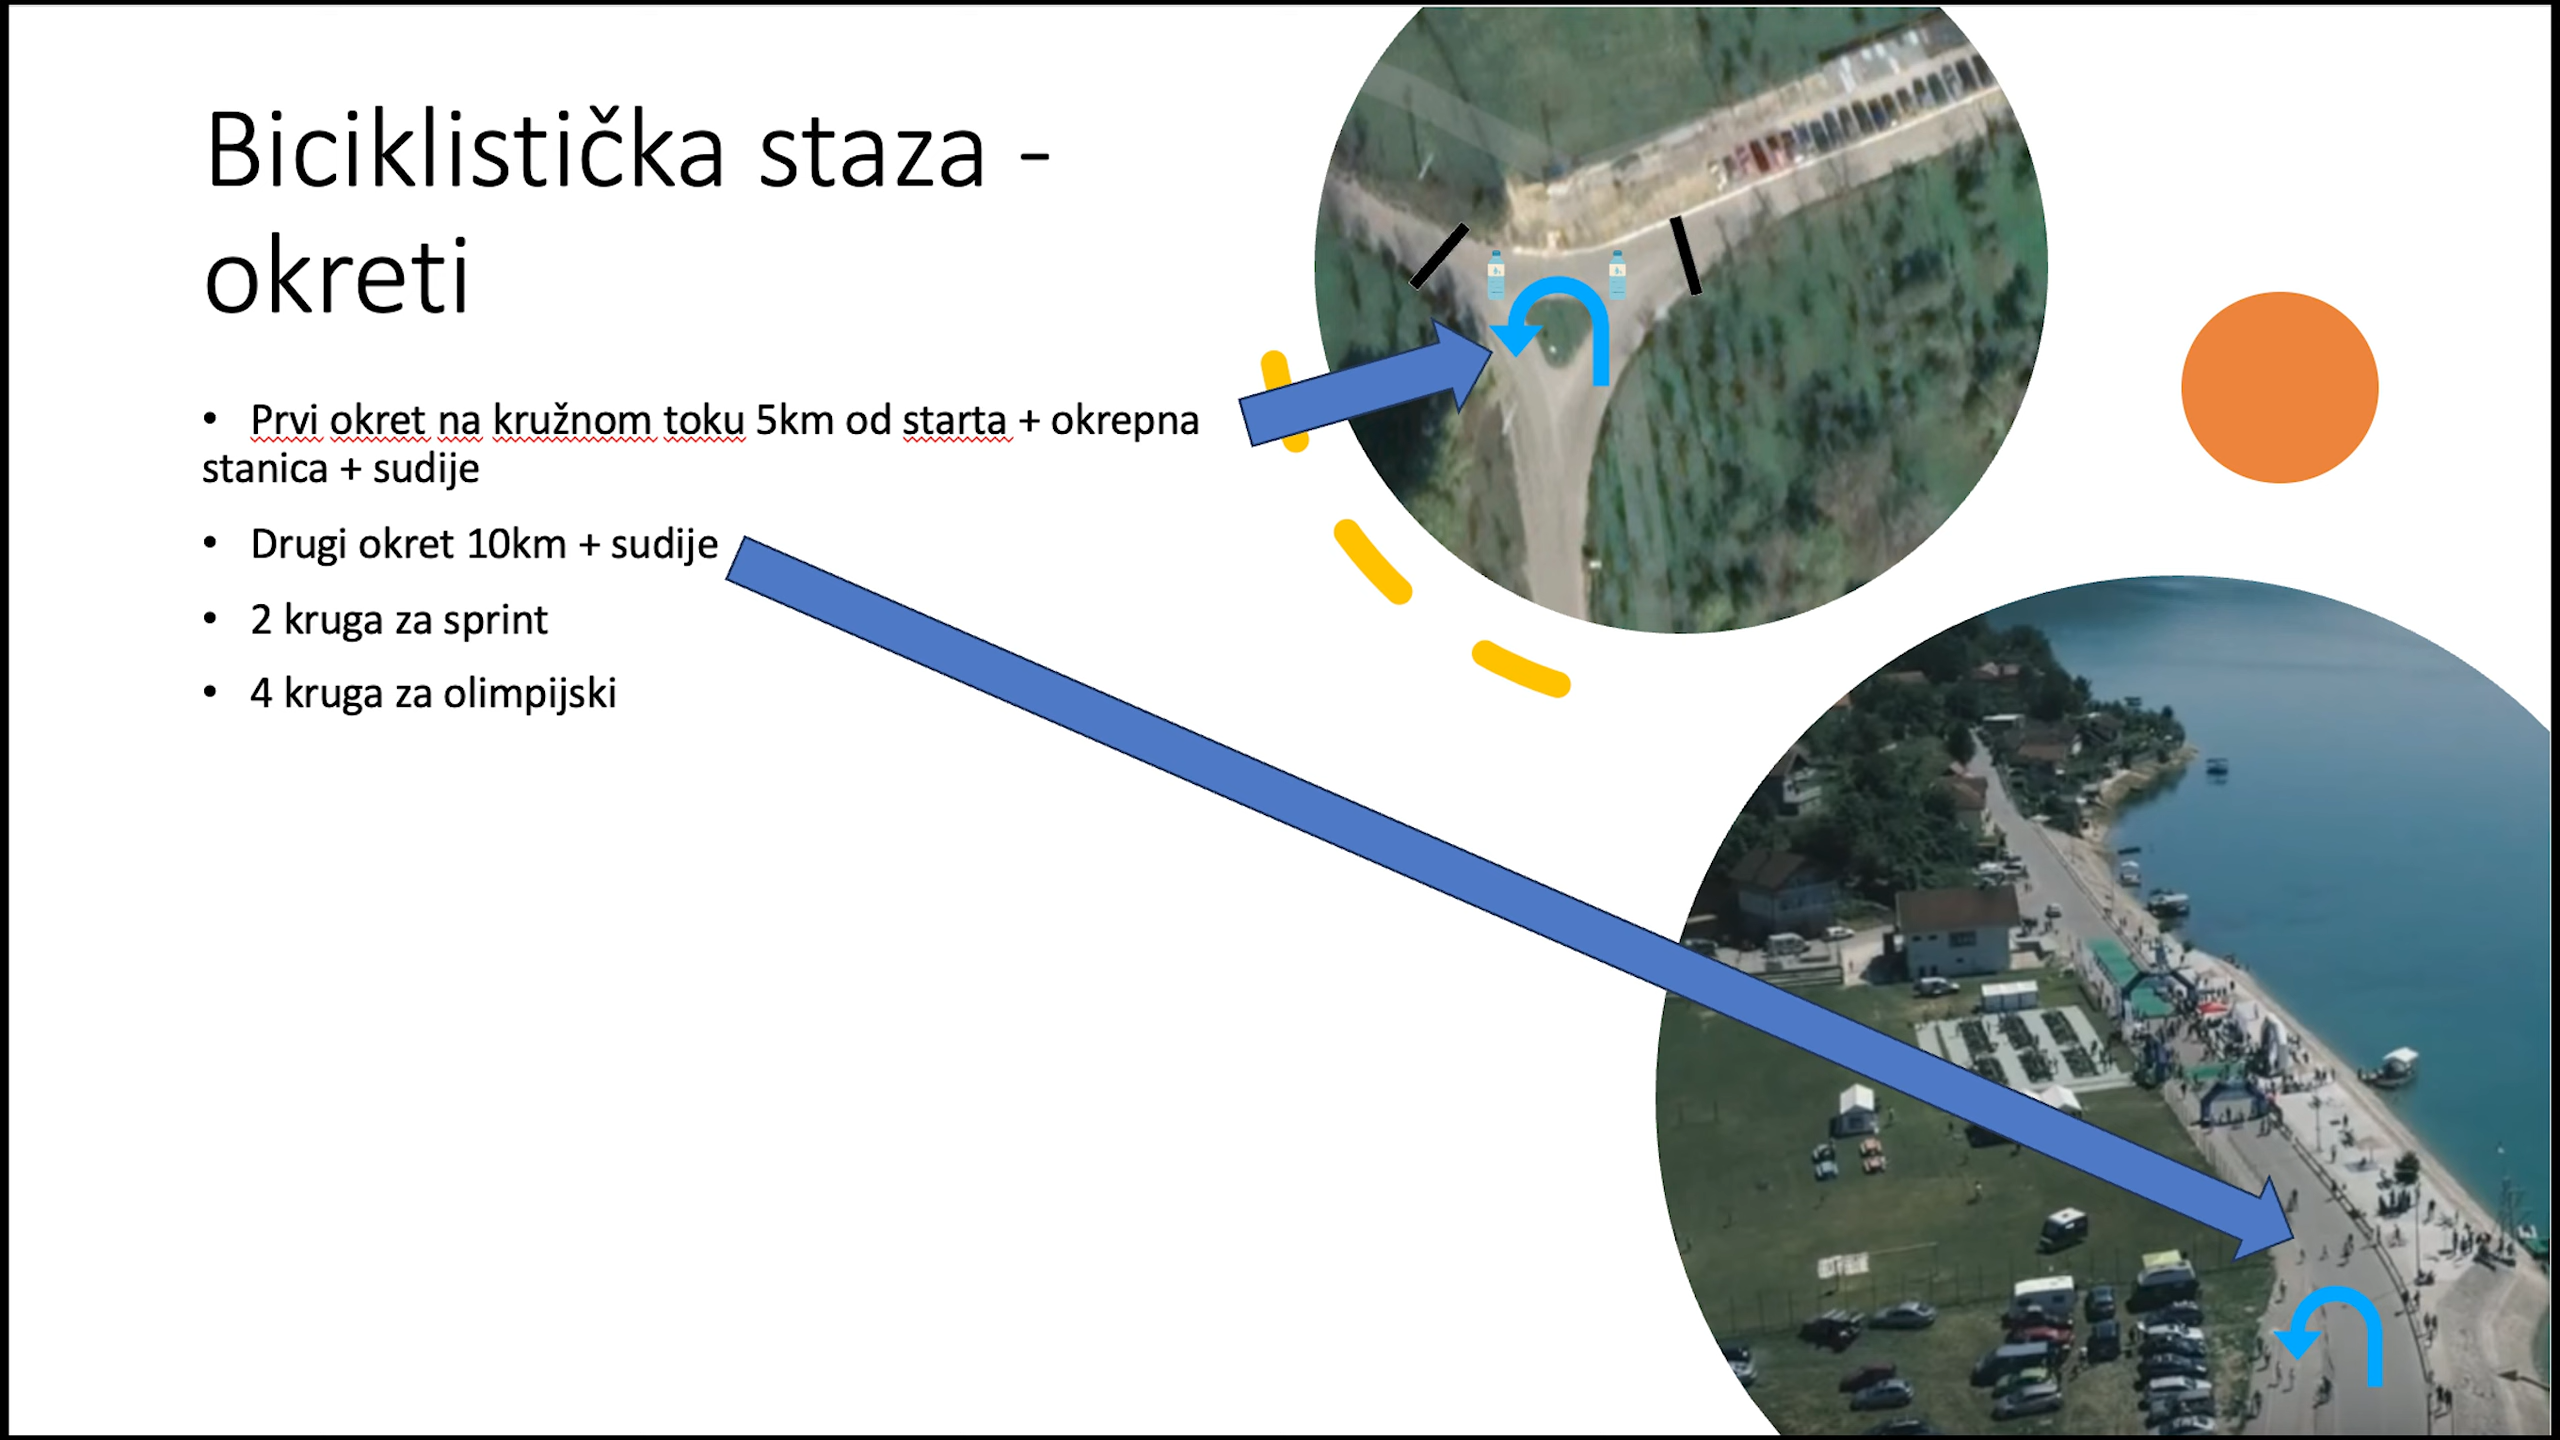 Biciklistička staza -
okreti
• Prvi okret na kružnom toku 5km od starta + okrepna
stanica + sudije
• Drugi okret 10km + sudije
• 2 kruga za sprint
• 4 kruga za olimpijski